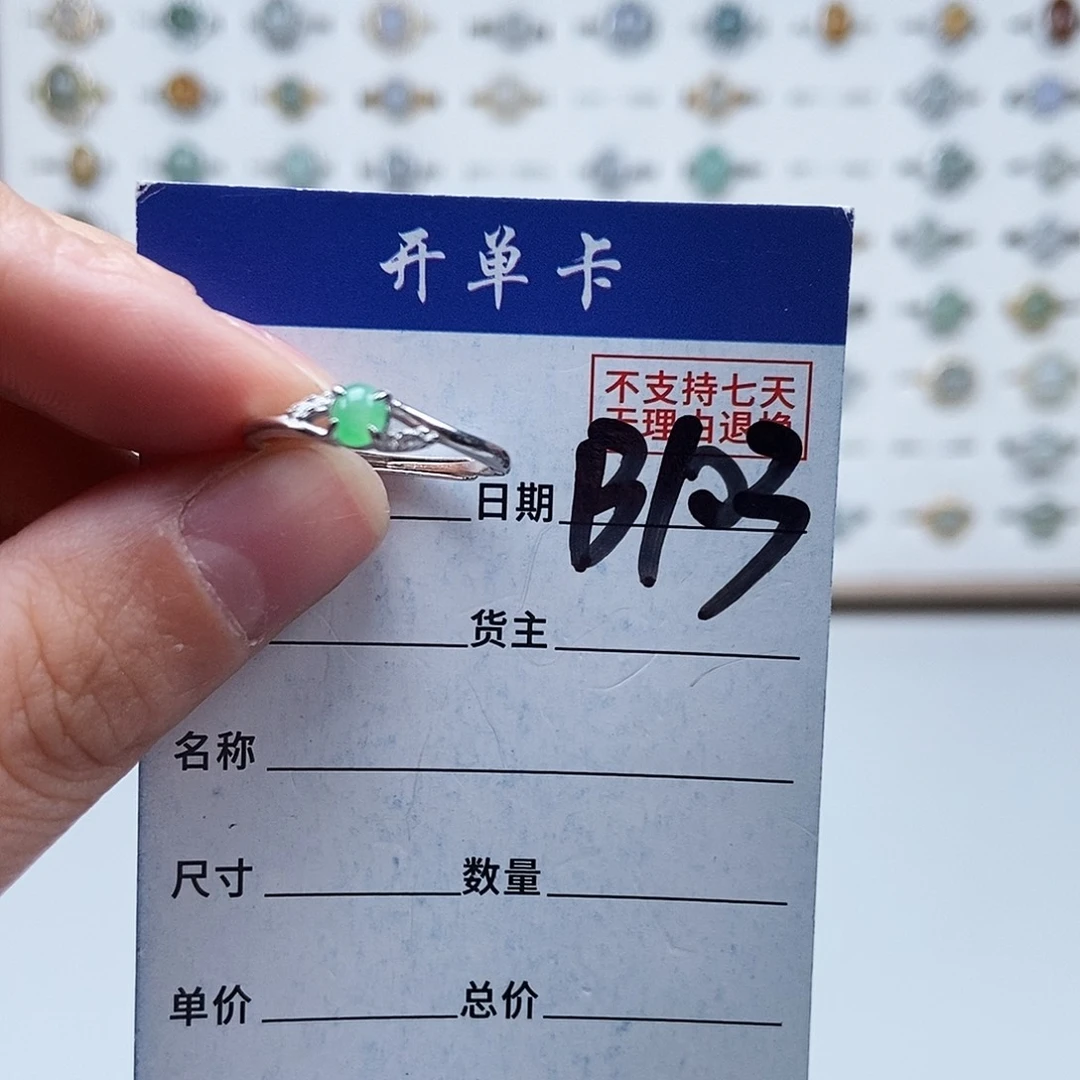 开单卡
不支持七天
无理由退换
B123
日期
货主
名称
尺寸 数量
单价 总价